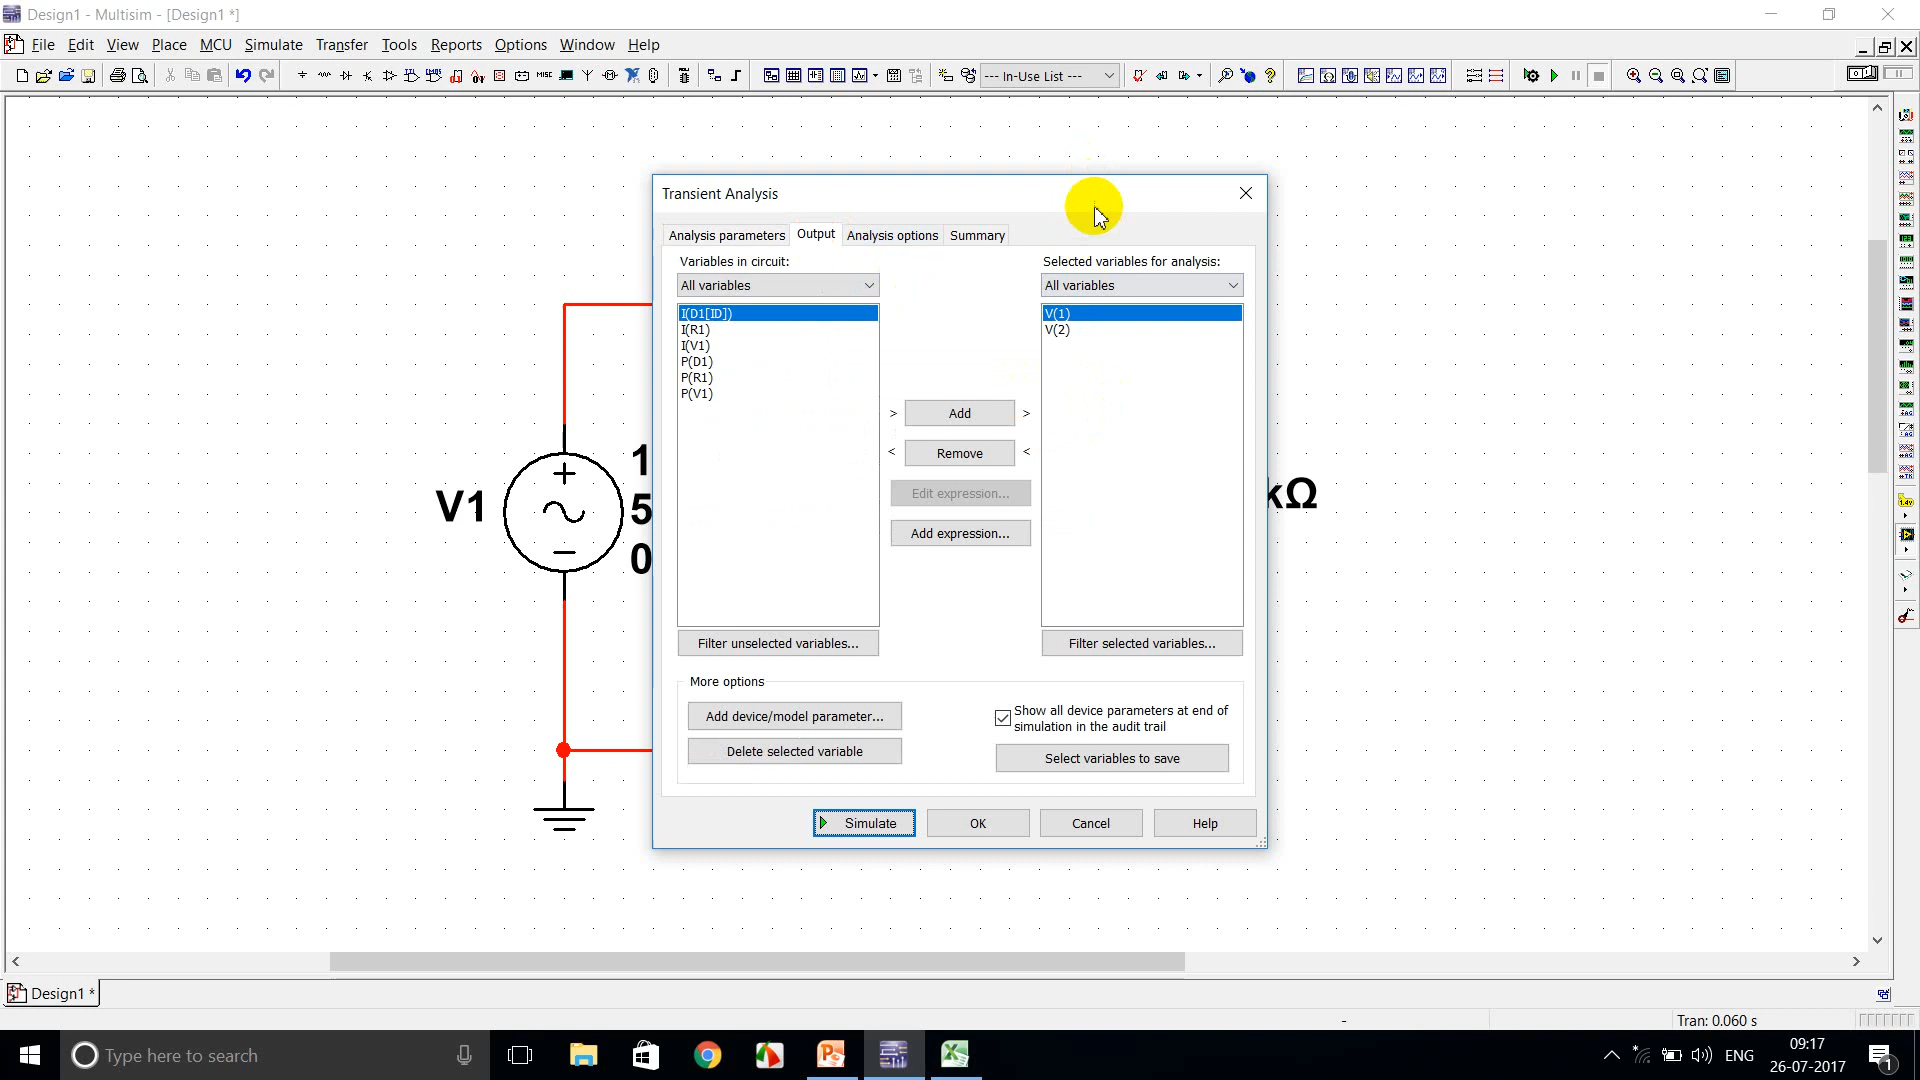 Design1 - Multisim - [Design1 *]
File Edit View Place MCU Simulate Transfer Tools Reports Options Window Help
MISC --- In-Use List ---
Transient Analysis
Analysis parameters Output Analysis options Summary
Variables in circuit: Selected variables for analysis:
All variables All variables
I(D1[ID]) V(1)
I(R1) V(2)
I(V1)
P(D1)
P(R1)
P(V1)
> Add >
< Remove <
Edit expression...
Add expression...
Filter unselected variables... Filter selected variables...
More options
Add device/model parameter...
Show all device parameters at end of
simulation in the audit trail
Delete selected variable
Select variables to save
Simulate OK Cancel Help
V1
1
5
0
kΩ
Design1 *
- Tran: 0.060 s
Type here to search
ENG
09:17
26-07-2017
1